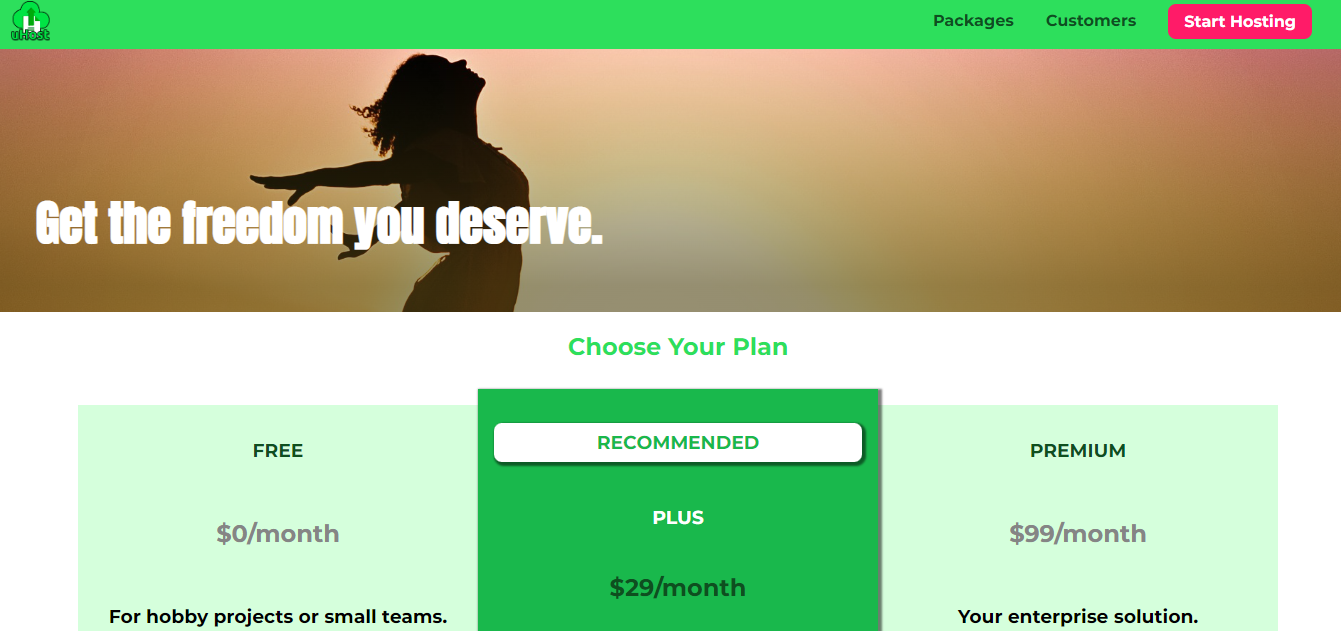 uHost
Packages
Customers
Start Hosting
Get the freedom you deserve.
Choose Your Plan
FREE
$0/month
For hobby projects or small teams.
RECOMMENDED
PLUS
$29/month
PREMIUM
$99/month
Your enterprise solution.